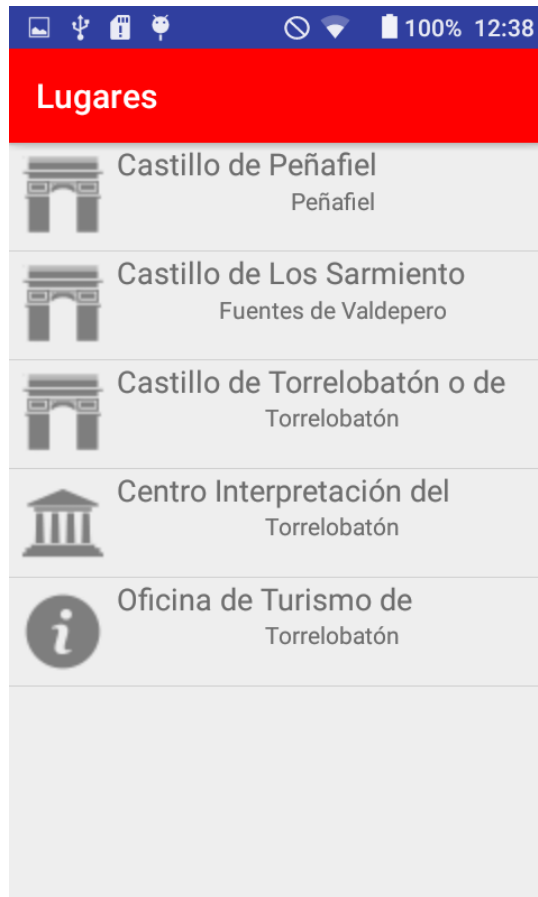 100% 12:38
Lugares
Castillo de Peñafiel
Peñafiel
Castillo de Los Sarmiento
Fuentes de Valdepero
Castillo de Torrelobatón o de
Torrelobatón
Centro Interpretación del
Torrelobatón
i
Oficina de Turismo de
Torrelobatón